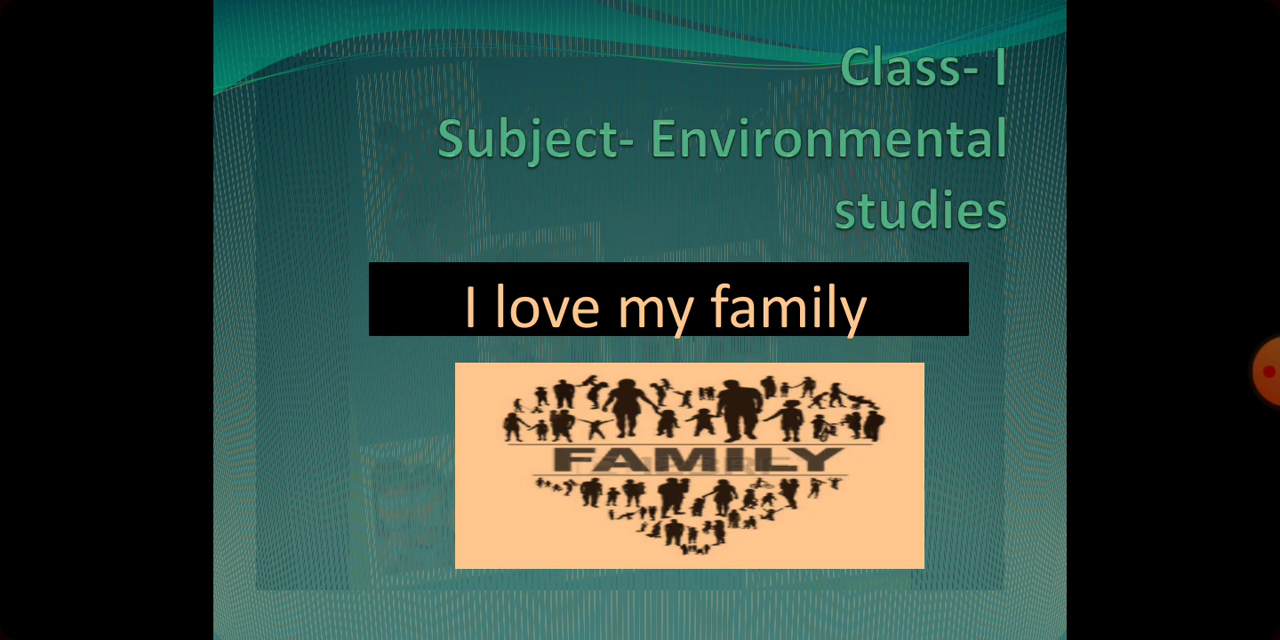 Class- I
Subject- Environmental
studies
I love my family
FAMILY